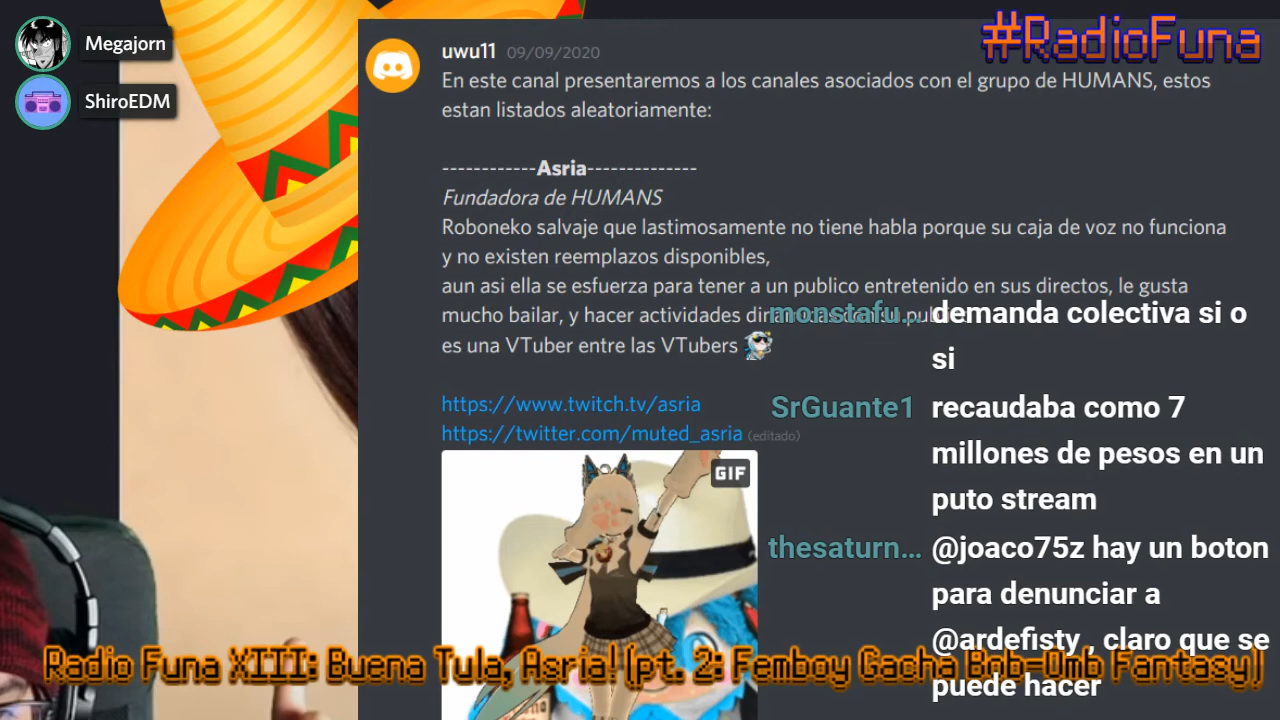 Megajorn
ShiroEDM
#RadioFuna
uwu11 09/09/2020
En este canal presentaremos a los canales asociados con el grupo de HUMANS, estos
estan listados aleatoriamente:
------------Asria--------------
Fundadora de HUMANS
Roboneko salvaje que lastimosamente no tiene habla porque su caja de voz no funciona
y no existen reemplazos disponibles,
aun asi ella se esfuerza para tener a un publico entretenido en sus directos, le gusta
mucho bailar, y hacer actividades
es una VTuber entre las VTubers
https://www.twitch.tv/asria
https://twitter.com/muted_asria (editado)
GIF
monstafu... demanda colectiva si o
si
SrGuante1 recaudaba como 7
millones de pesos en un
puto stream
thesaturn... @joaco75z hay un boton
para denunciar a
@ardefisty , claro que se
puede hacer
Radio Funa XIII: Buena Tula, Asria! (pt. 2: Femboy Gacha Bob-Omb Fantasy)